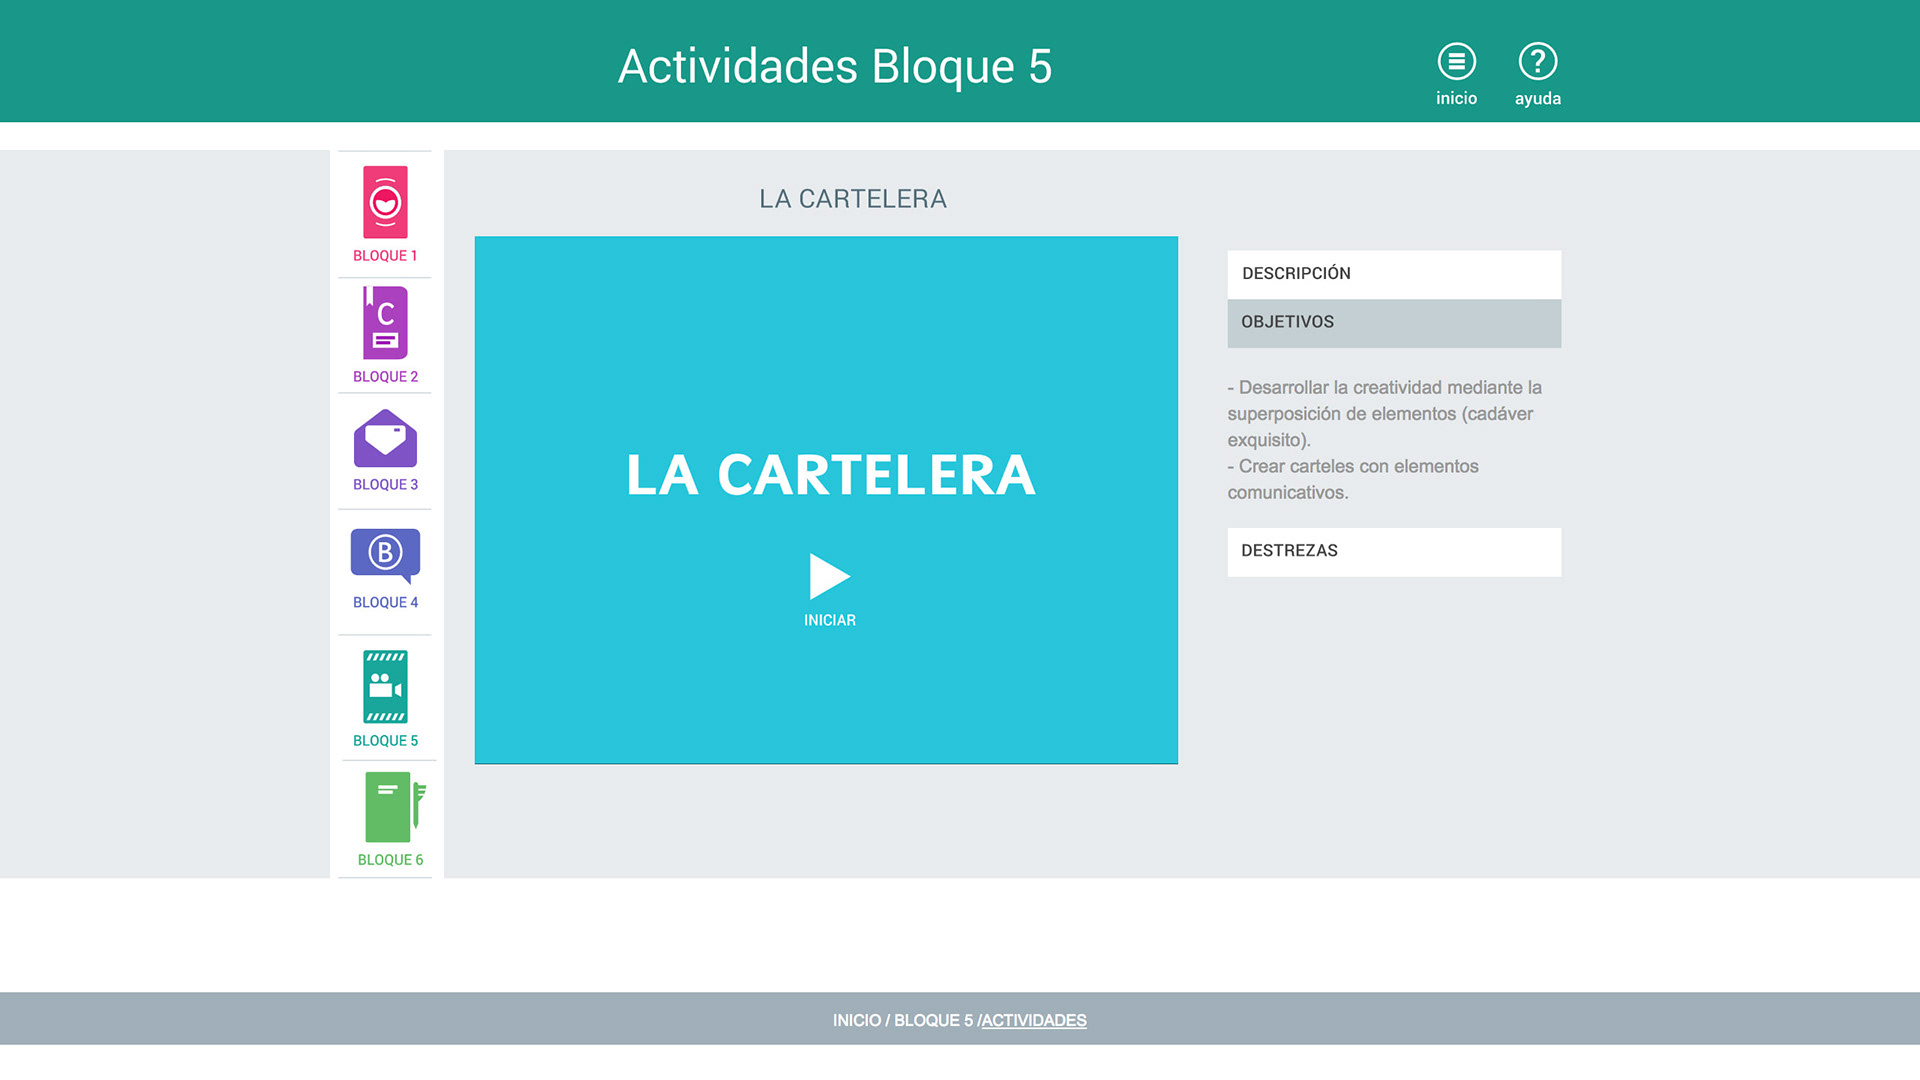 Actividades Bloque 5
inicio
ayuda
BLOQUE 1
C
BLOQUE 2
BLOQUE 3
B
BLOQUE 4
BLOQUE 5
BLOQUE 6
LA CARTELERA
LA CARTELERA
INICIAR
DESCRIPCIÓN
OBJETIVOS
- Desarrollar la creatividad mediante la
superposición de elementos (cadáver
exquisito).
- Crear carteles con elementos
comunicativos.
DESTREZAS
INICIO / BLOQUE 5 /ACTIVIDADES